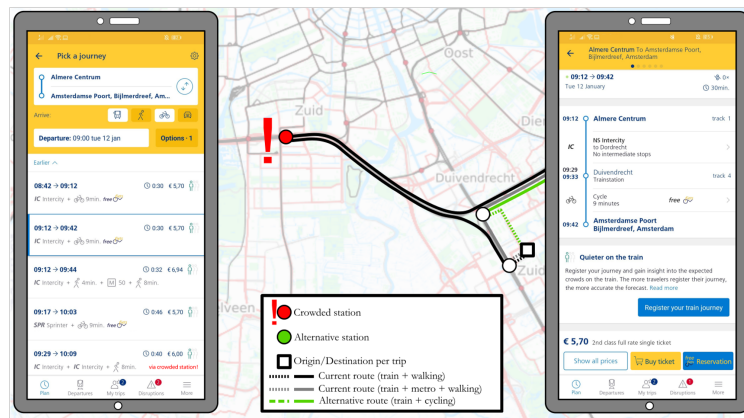 Pick a journey
Almere Centrum
Amsterdamse Poort, Bijlmerdreef, Am...
Arrive:
Departure: 09:00 tue 12 jan
Options · 1
Earlier
08:42 → 09:12
0:30 € 5,70
IC Intercity + 9min. free
09:12 → 09:42
0:30 € 5,70
IC Intercity + 9min. free
09:12 → 09:44
0:32 € 6,94
IC Intercity + 4min. + M 50 + 8min.
09:17 → 10:03
0:46 € 5,70
SPR Sprinter + 9min. free
09:29 → 10:09
0:40 € 6,00
IC Intercity + IC Intercity + 8min. via crowded station!
Plan
Departures
My trips
2
Disruptions
2
More
Oost
Zuid
Duivendrecht
Zuid
! Crowded station
Alternative station
Origin/Destination per trip
Current route (train + walking)
Current route (train + metro + walking)
Alternative route (train + cycling)
Almere Centrum To Amsterdamse Poort,
Bijlmerdreef, Amsterdam
09:12 → 09:42
0×
Tue 12 January
30min.
09:12 Almere Centrum track 1
IC
NS Intercity
to Dordrecht
No intermediate stops
09:29
09:33
Duivendrecht
Trainstation
track 4
Cycle
9-minutes
free
09:42
Amsterdamse Poort
Bijlmerdreef, Amsterdam
Quieter on the train
Register your journey and gain insight into the expected
crowds on the train. The more travelers register their journey,
the more accurate the forecast. Read more
Register your train journey
€ 5,70 2nd class full rate single ticket
Show all prices
Buy ticket
free
Reservation
Plan
Departures
My trips
2
Disruptions
More